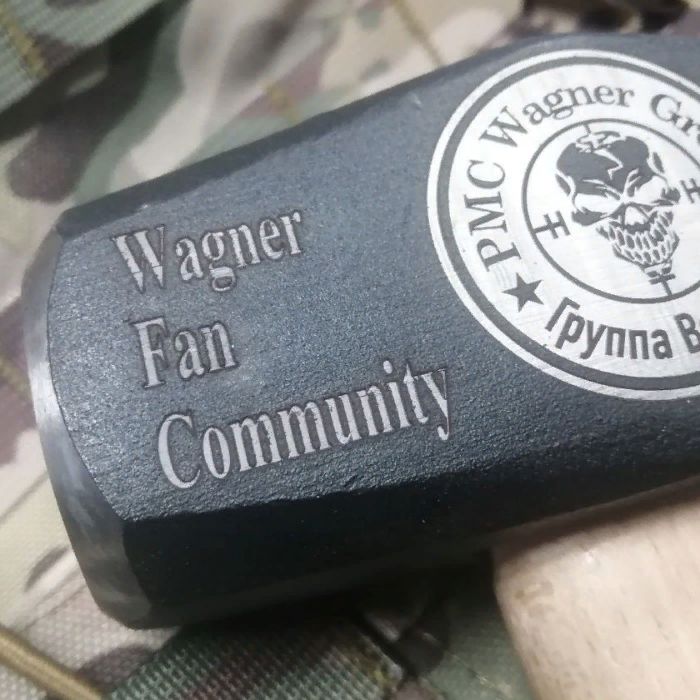 Wagner
Fan
Community
PMC Wagner
Группа